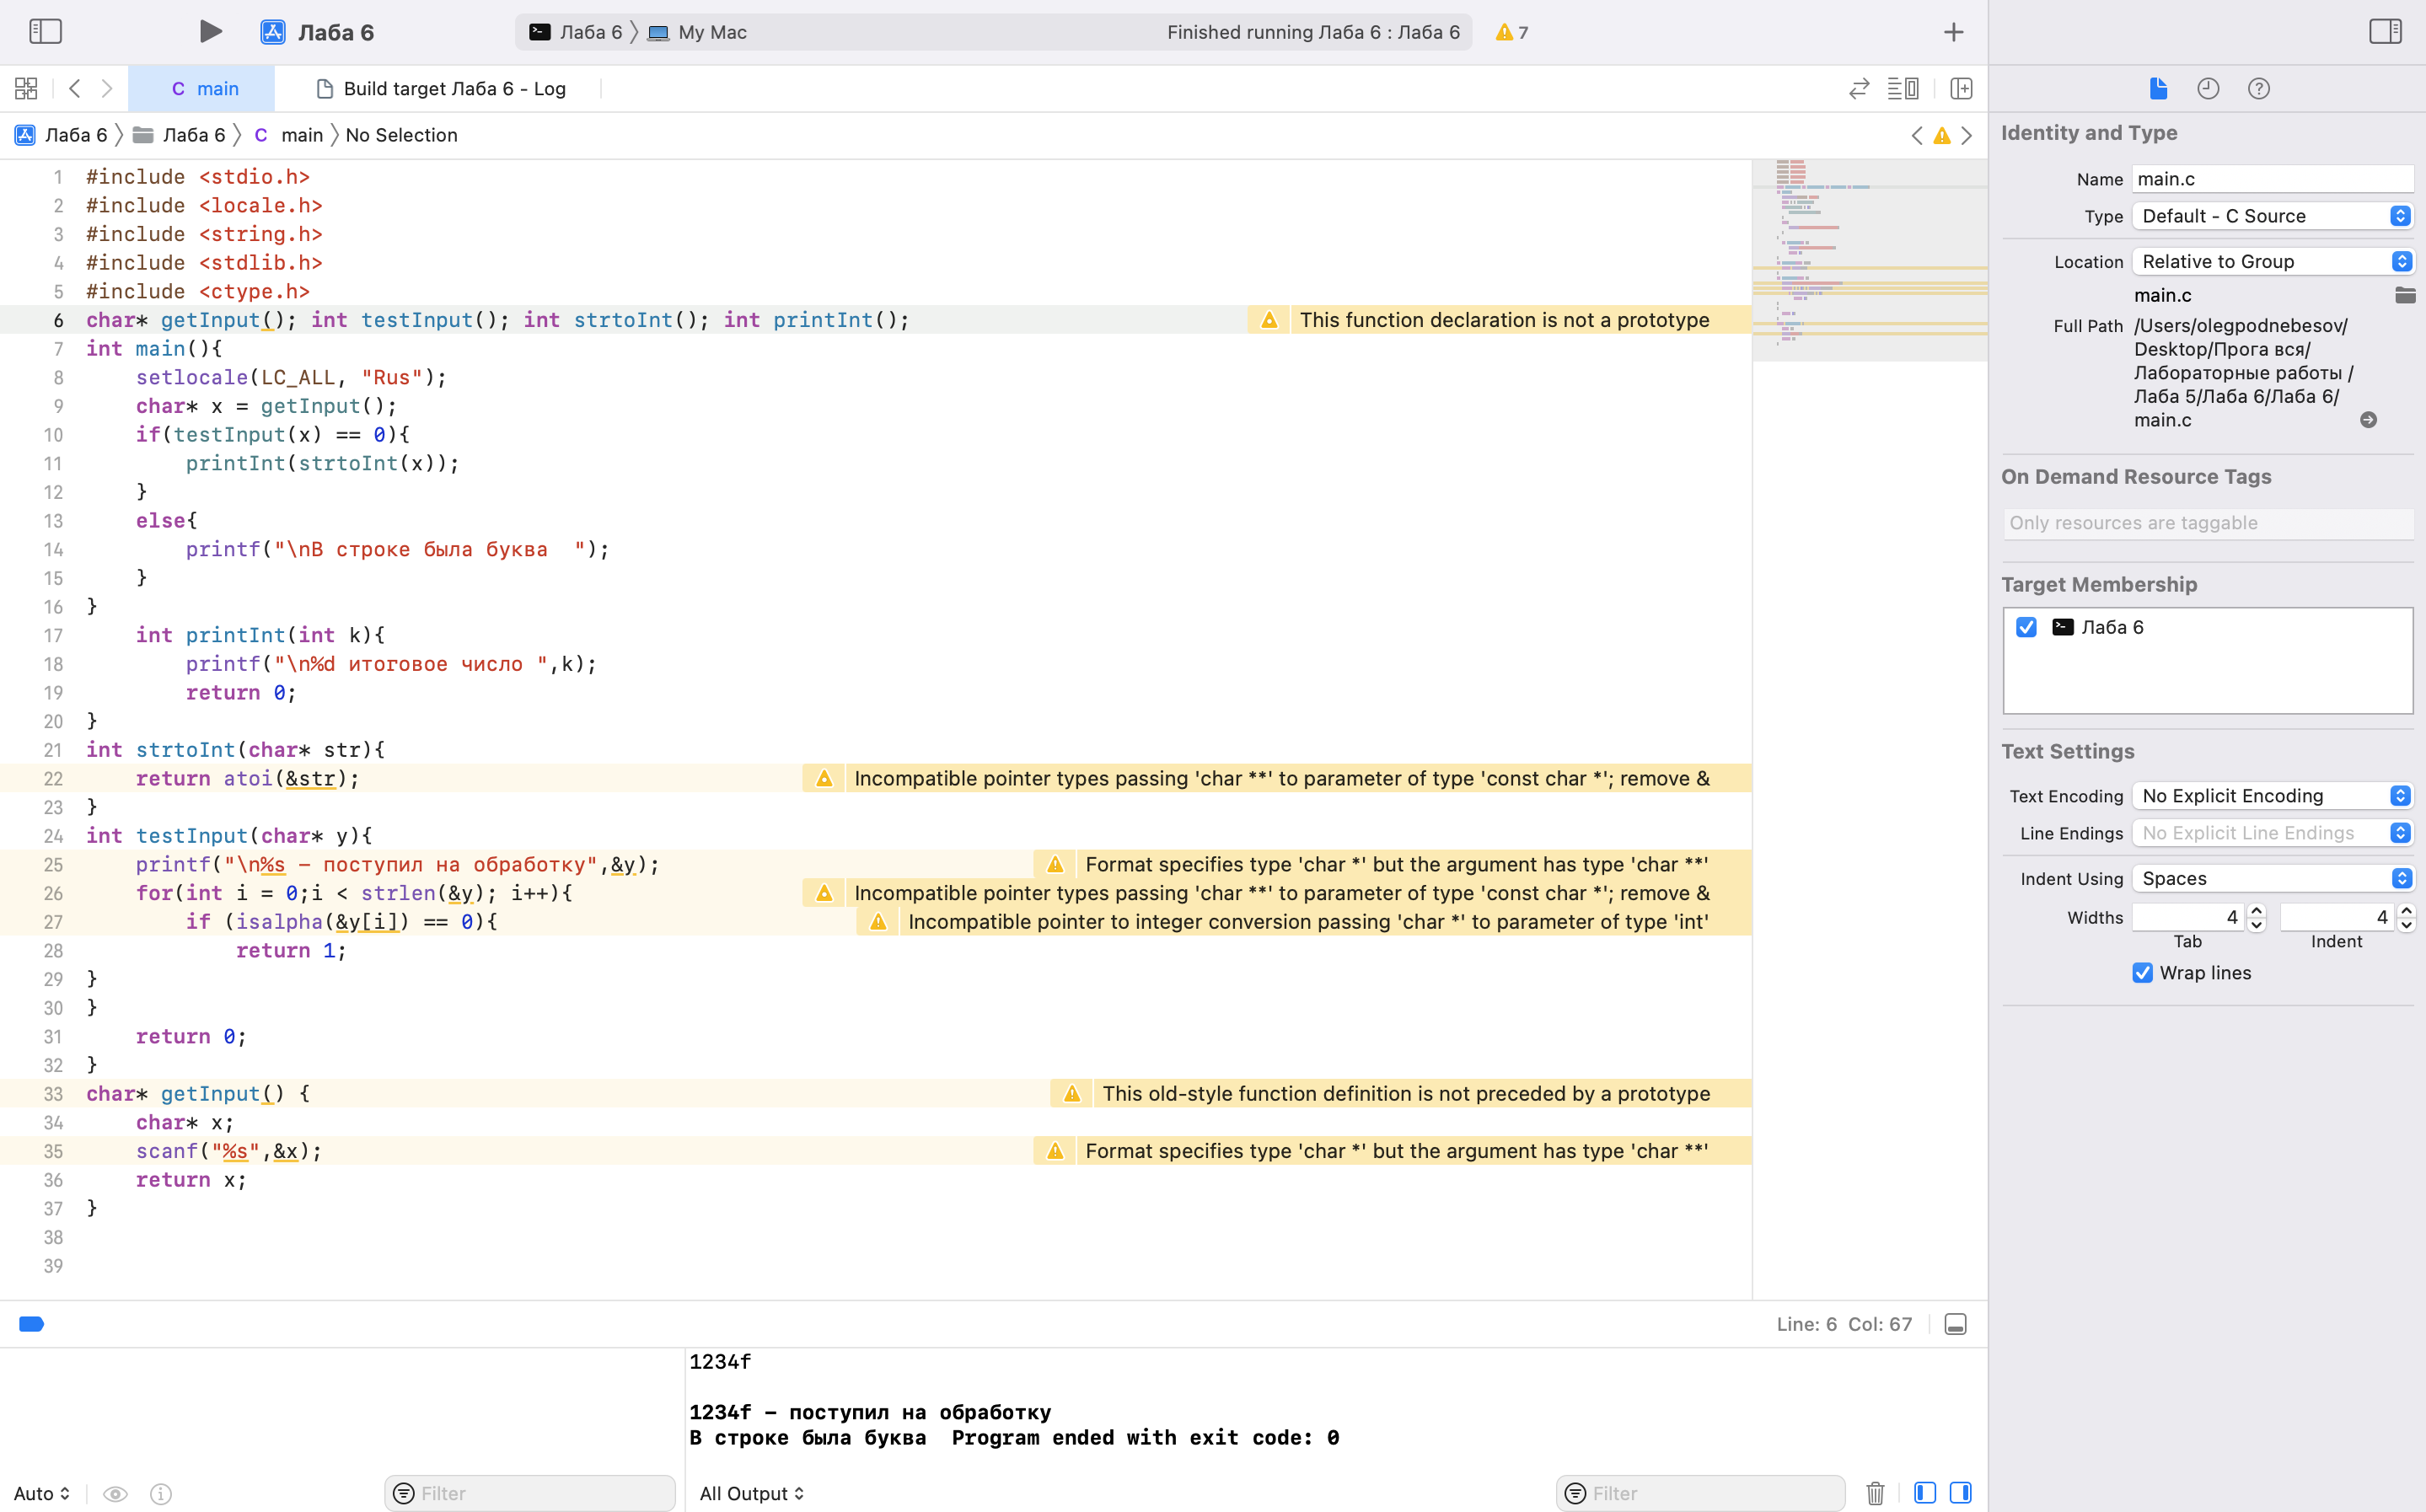 Лаба 6
Лаба 6 My Mac
Finished running Лаба 6 : Лаба 6
7
C main
Build target Лаба 6 - Log
Лаба 6 Лаба 6 C main No Selection
1 #include <stdio.h>
2 #include <locale.h>
3 #include <string.h>
4 #include <stdlib.h>
5 #include <ctype.h>
6 char* getInput(); int testInput(); int strtoInt(); int printInt(); This function declaration is not a prototype
7 int main(){
8 setlocale(LC_ALL, "Rus");
9 char* x = getInput();
10 if(testInput(x) == 0){
11 printInt(strtoInt(x));
12 }
13 else{
14 printf("\nВ строке была буква  ");
15 }
16 }
17 int printInt(int k){
18 printf("\n%d итоговое число ",k);
19 return 0;
20 }
21 int strtoInt(char* str){
22 return atoi(&str); Incompatible pointer types passing 'char **' to parameter of type 'const char *'; remove &
23 }
24 int testInput(char* y){
25 printf("\n%s – поступил на обработку",&y); Format specifies type 'char *' but the argument has type 'char **'
26 for(int i = 0;i < strlen(&y); i++){ Incompatible pointer types passing 'char **' to parameter of type 'const char *'; remove &
27 if (isalpha(&y[i]) == 0){ Incompatible pointer to integer conversion passing 'char *' to parameter of type 'int'
28 return 1;
29 }
30 }
31 return 0;
32 }
33 char* getInput() { This old-style function definition is not preceded by a prototype
34 char* x;
35 scanf("%s",&x); Format specifies type 'char *' but the argument has type 'char **'
36 return x;
37 }
38
39
Line: 6 Col: 67
1234f
1234f – поступил на обработку
В строке была буква  Program ended with exit code: 0
Auto
Filter
All Output
Filter
Identity and Type
Name main.c
Type Default - C Source
Location Relative to Group
main.c
Full Path /Users/olegpodnebesov/
Desktop/Прога вся/
Лабораторные работы /
Лаба 5/Лаба 6/Лаба 6/
main.c
On Demand Resource Tags
Only resources are taggable
Target Membership
Лаба 6
Text Settings
Text Encoding No Explicit Encoding
Line Endings No Explicit Line Endings
Indent Using Spaces
Widths 4 4
Tab Indent
Wrap lines